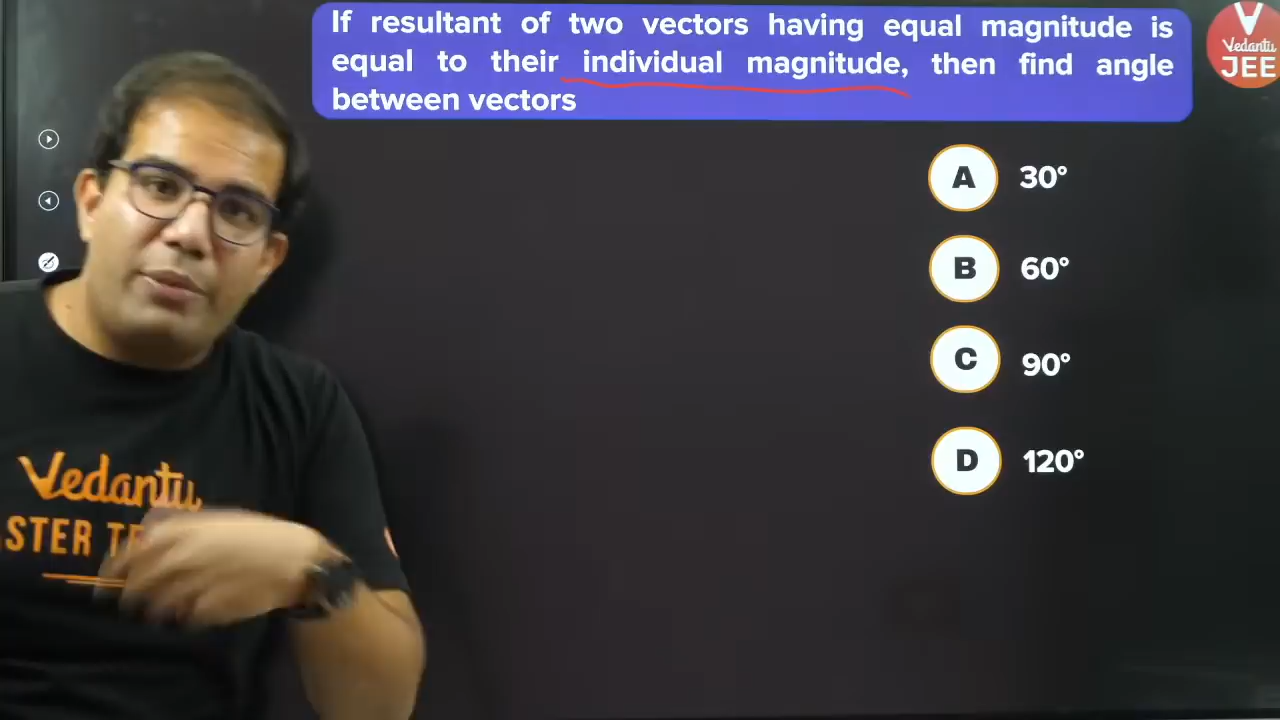 If resultant of two vectors having equal magnitude is
equal to their individual magnitude, then find angle
between vectors
V
Vedantu
JEE
A 30°
B 60°
C 90°
D 120°
Vedantu